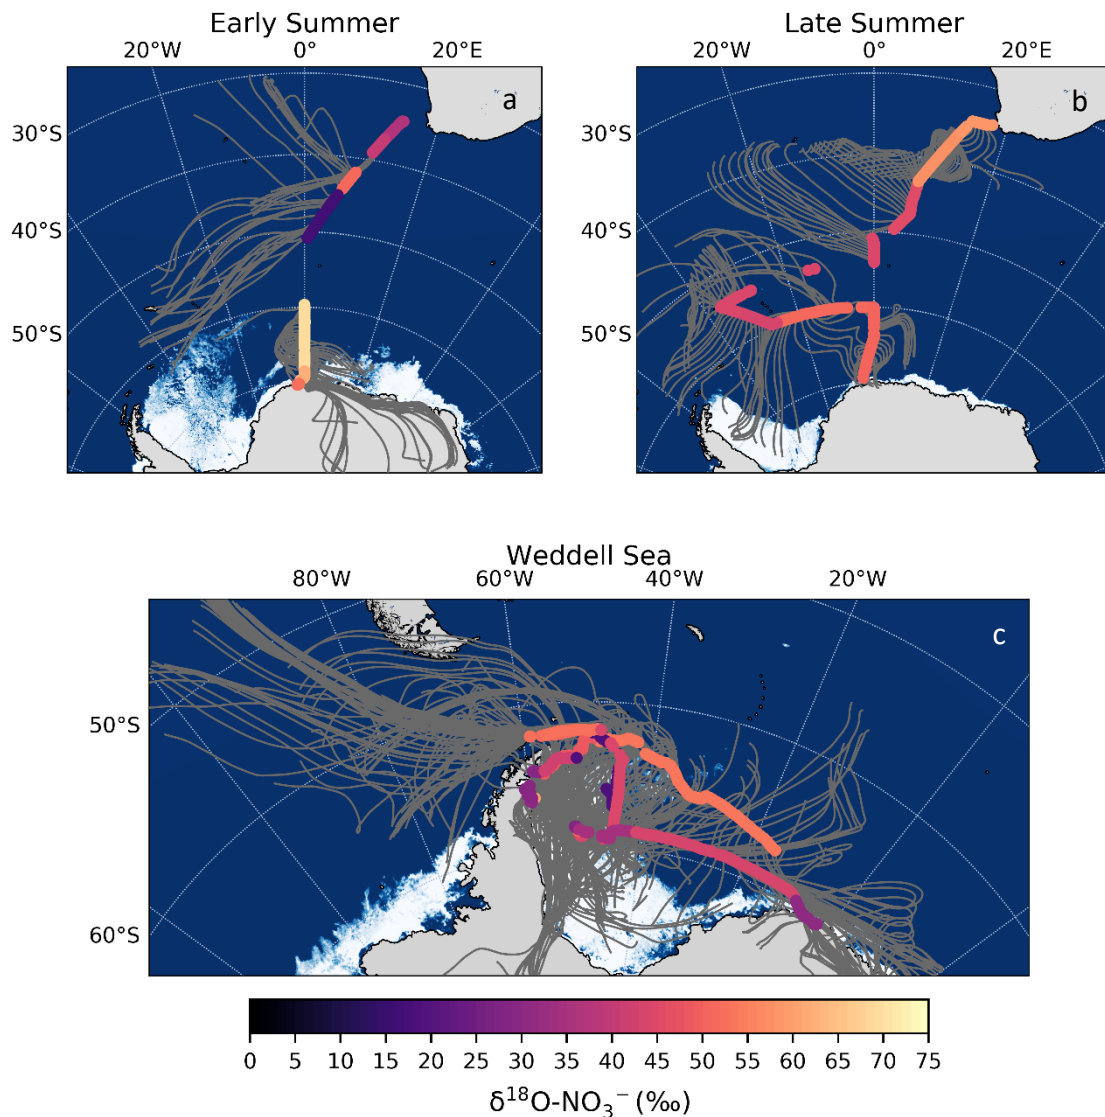 Early Summer
20°W 0° 20°E
a
30°S
40°S
50°S
Late Summer
20°W 0° 20°E
b
30°S
40°S
50°S
Weddell Sea
80°W 60°W 40°W 20°W
c
50°S
60°S
0 5 10 15 20 25 30 35 40 45 50 55 60 65 70 75
δ¹⁸O-NO₃⁻ (‰)